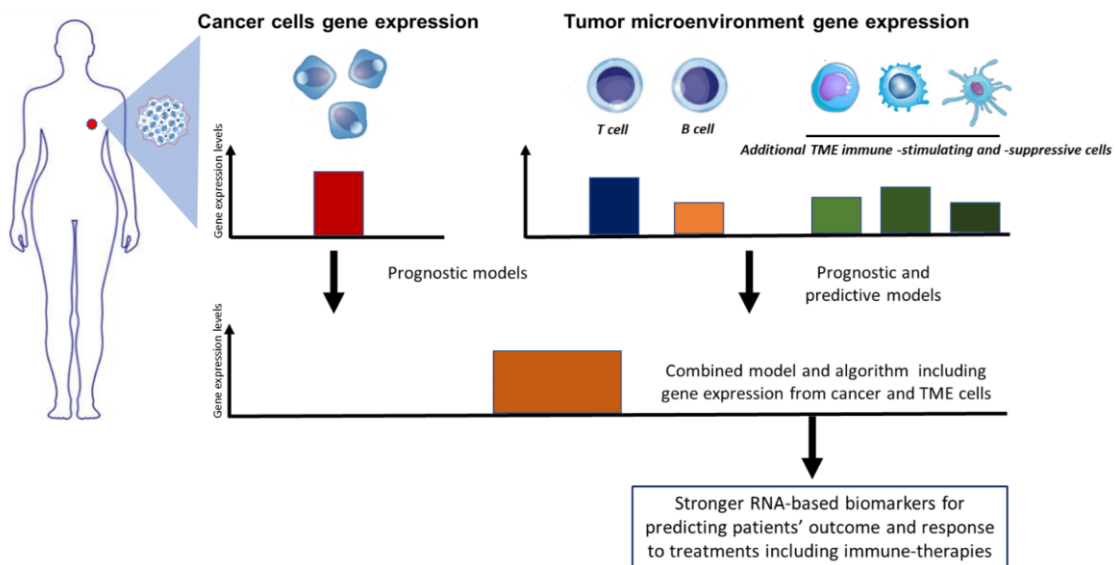 Cancer cells gene expression
Tumor microenvironment gene expression
T cell
B cell
Additional TME immune -stimulating and -suppressive cells
Gene expression levels
Gene expression levels
Prognostic models
Prognostic and
predictive models
Gene expression levels
Combined model and algorithm including
gene expression from cancer and TME cells
Stronger RNA-based biomarkers for
predicting patients’ outcome and response
to treatments including immune-therapies